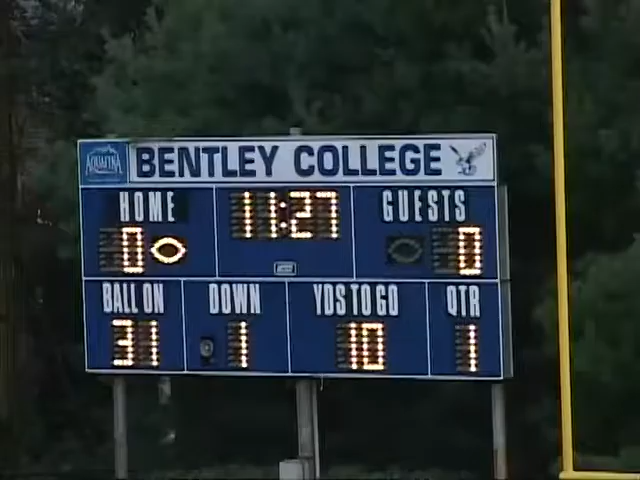 AQUAFINA BENTLEY COLLEGE
HOME 11:27 GUESTS
0 0
BALL ON DOWN YDS TO GO QTR
31 1 10 1